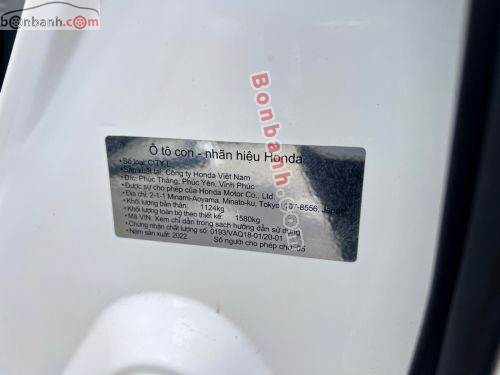 bonbanh.com
Bonbanh.com
Ô tô con - nhãn hiệu Honda
• Số loại: CITY L
• Sản xuất tại: Công ty Honda Việt Nam
• Đ/c: Phúc Thắng, Phúc Yên, Vĩnh Phúc
• Được sự cho phép của Honda Motor Co., Ltd.
• Địa chỉ: 2-1-1 Minami-Aoyama, Minato-ku, Tokyo 107-8556, Japan
• Khối lượng bản thân: 1124kg
• Khối lượng toàn bộ theo thiết kế: 1580kg
• Mã VIN: Xem chỉ dẫn trong sách hướng dẫn sử dụng
• Chứng nhận chất lượng số: 0193/VAQ18-01/20-01
• Năm sản xuất: 2022 Số người cho phép chở: 05